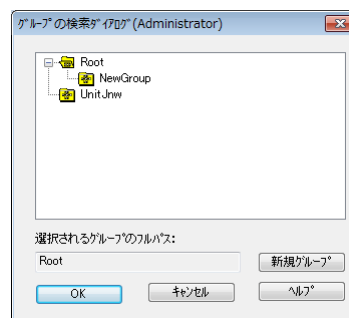 ｸﾞﾙｰﾌﾟの検索ﾀﾞｲｱﾛｸﾞ(Administrator)
Root
NewGroup
UnitJnw
選択されるｸﾞﾙｰﾌﾟのﾌﾙﾊﾟｽ:
Root
新規ｸﾞﾙｰﾌﾟ
OK
ｷｬﾝｾﾙ
ﾍﾙﾌﾟ